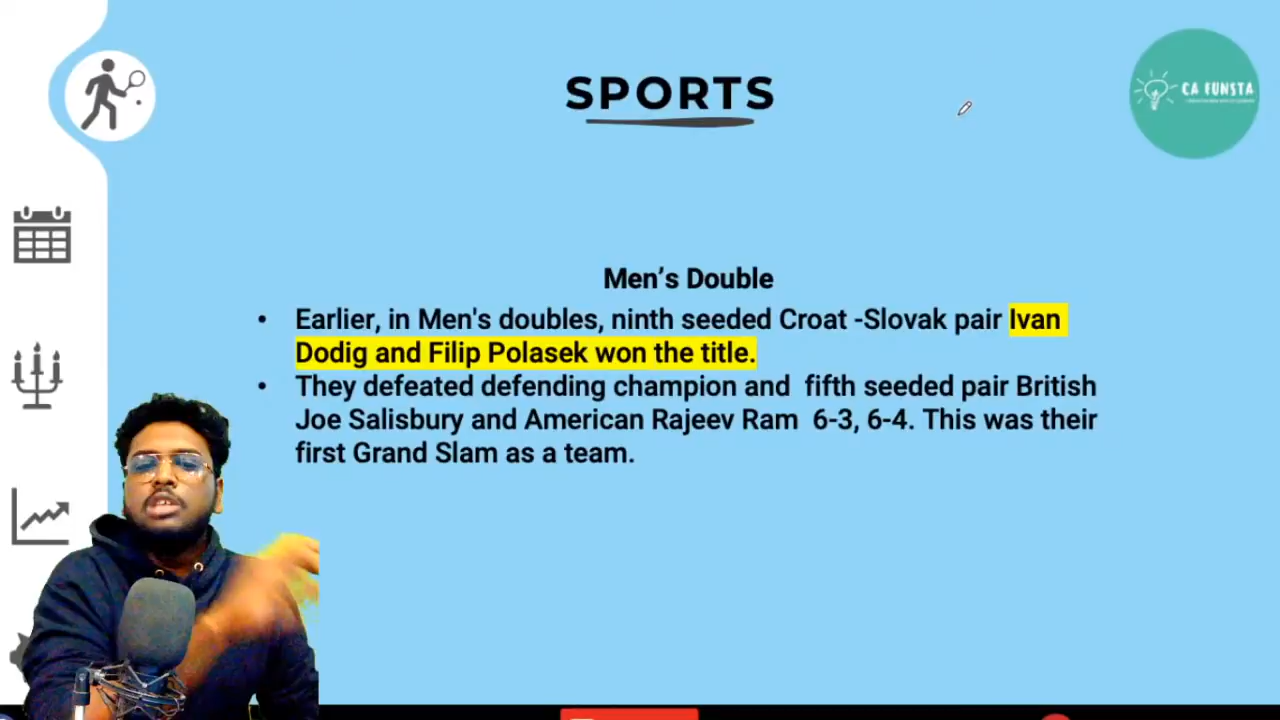 SPORTS
CA FUNSTA
Men’s Double
• Earlier, in Men's doubles, ninth seeded Croat -Slovak pair Ivan
Dodig and Filip Polasek won the title.
• They defeated defending champion and fifth seeded pair British
Joe Salisbury and American Rajeev Ram 6-3, 6-4. This was their
first Grand Slam as a team.